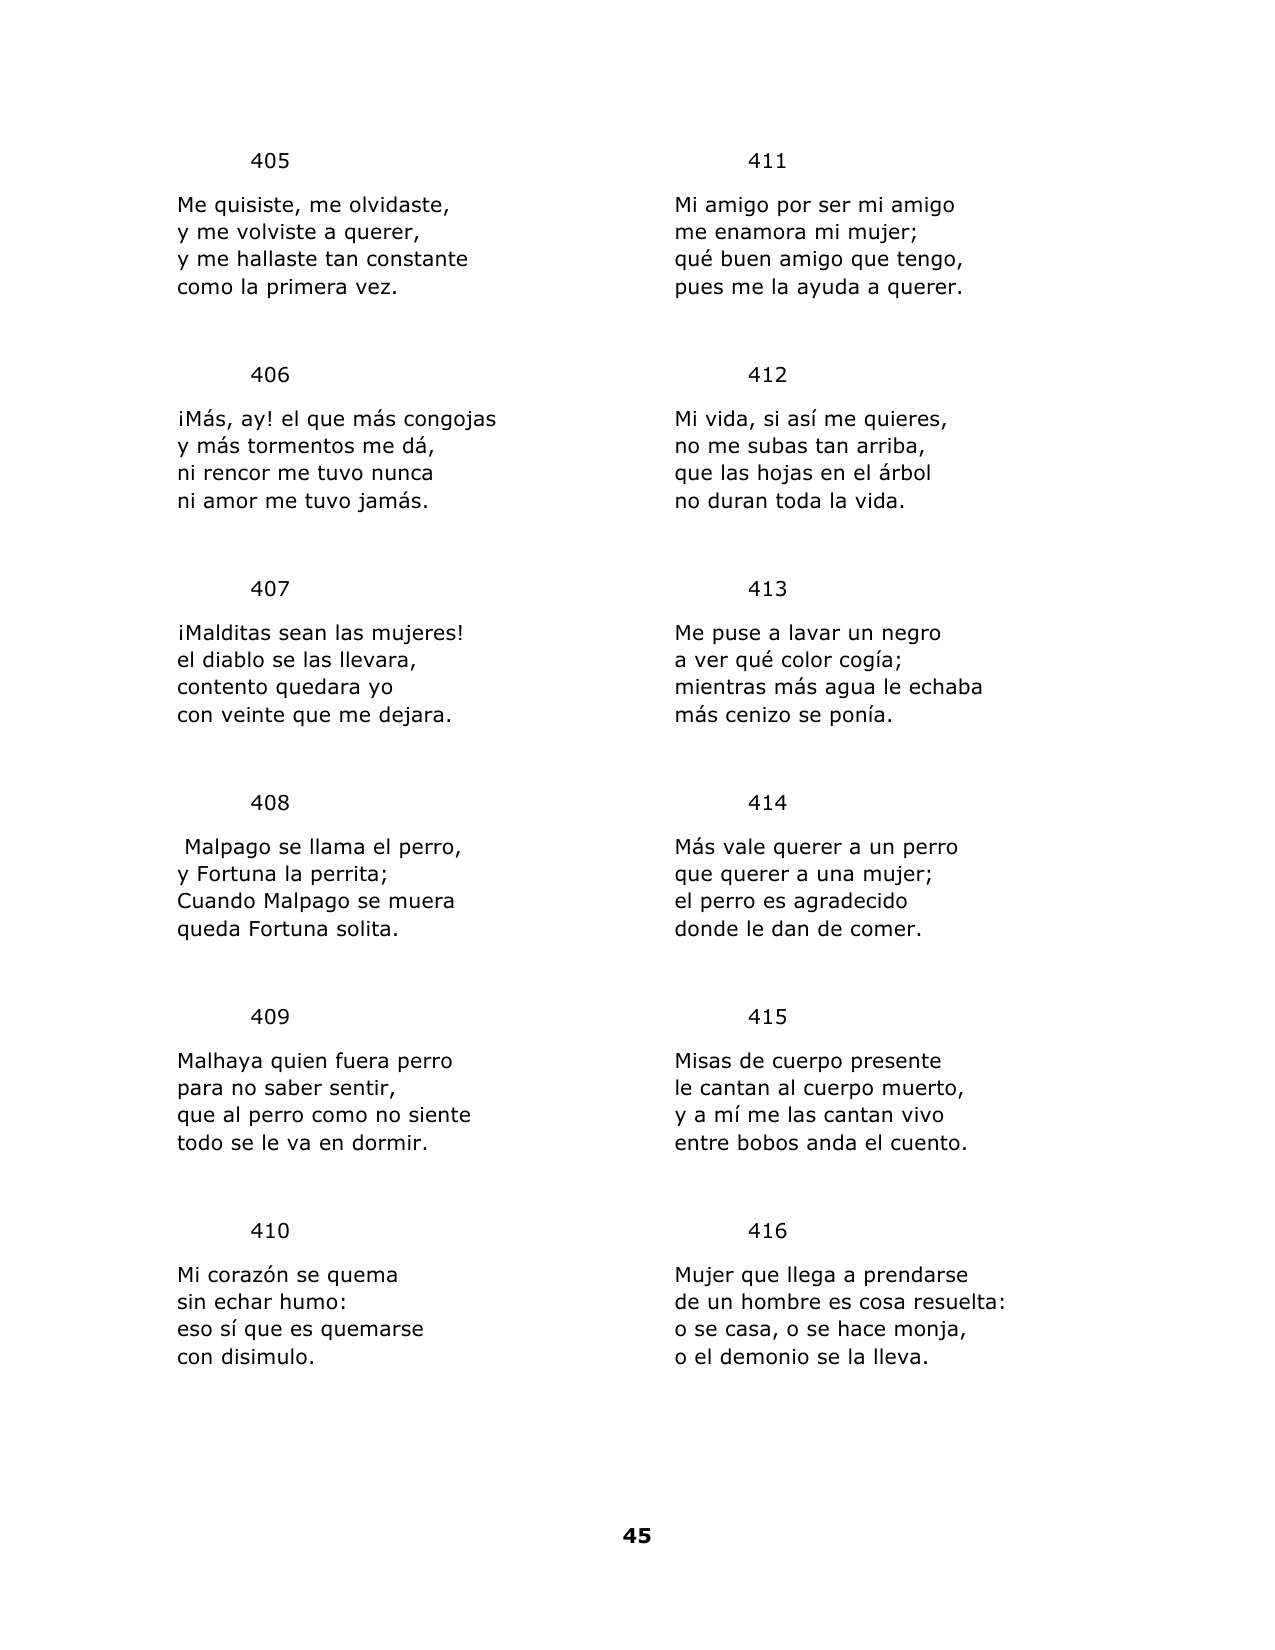 405
Me quisiste, me olvidaste,
y me volviste a querer,
y me hallaste tan constante
como la primera vez.
406
¡Más, ay! el que más congojas
y más tormentos me dá,
ni rencor me tuvo nunca
ni amor me tuvo jamás.
407
¡Malditas sean las mujeres!
el diablo se las llevara,
contento quedara yo
con veinte que me dejara.
408
Malpago se llama el perro,
y Fortuna la perrita;
Cuando Malpago se muera
queda Fortuna solita.
409
Malhaya quien fuera perro
para no saber sentir,
que al perro como no siente
todo se le va en dormir.
410
Mi corazón se quema
sin echar humo:
eso sí que es quemarse
con disimulo.
411
Mi amigo por ser mi amigo
me enamora mi mujer;
qué buen amigo que tengo,
pues me la ayuda a querer.
412
Mi vida, si así me quieres,
no me subas tan arriba,
que las hojas en el árbol
no duran toda la vida.
413
Me puse a lavar un negro
a ver qué color cogía;
mientras más agua le echaba
más cenizo se ponía.
414
Más vale querer a un perro
que querer a una mujer;
el perro es agradecido
donde le dan de comer.
415
Misas de cuerpo presente
le cantan al cuerpo muerto,
y a mí me las cantan vivo
entre bobos anda el cuento.
416
Mujer que llega a prendarse
de un hombre es cosa resuelta:
o se casa, o se hace monja,
o el demonio se la lleva.
45